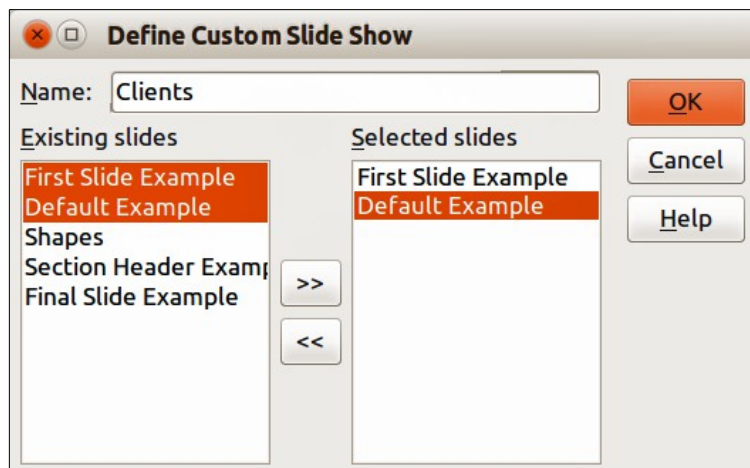 Define Custom Slide Show
Name: Clients
OK
Existing slides
Selected slides
Cancel
First Slide Example
Default Example
Shapes
Section Header Examp
Final Slide Example
First Slide Example
Default Example
Help
>>
<<